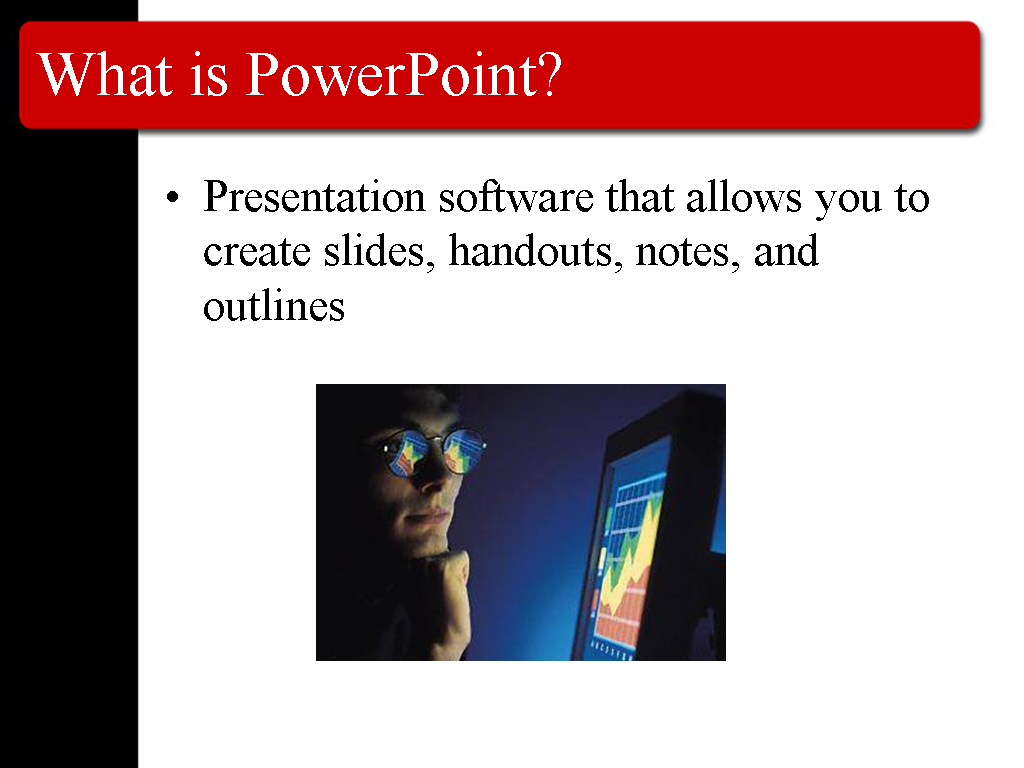 What is PowerPoint?
• Presentation software that allows you to
create slides, handouts, notes, and
outlines